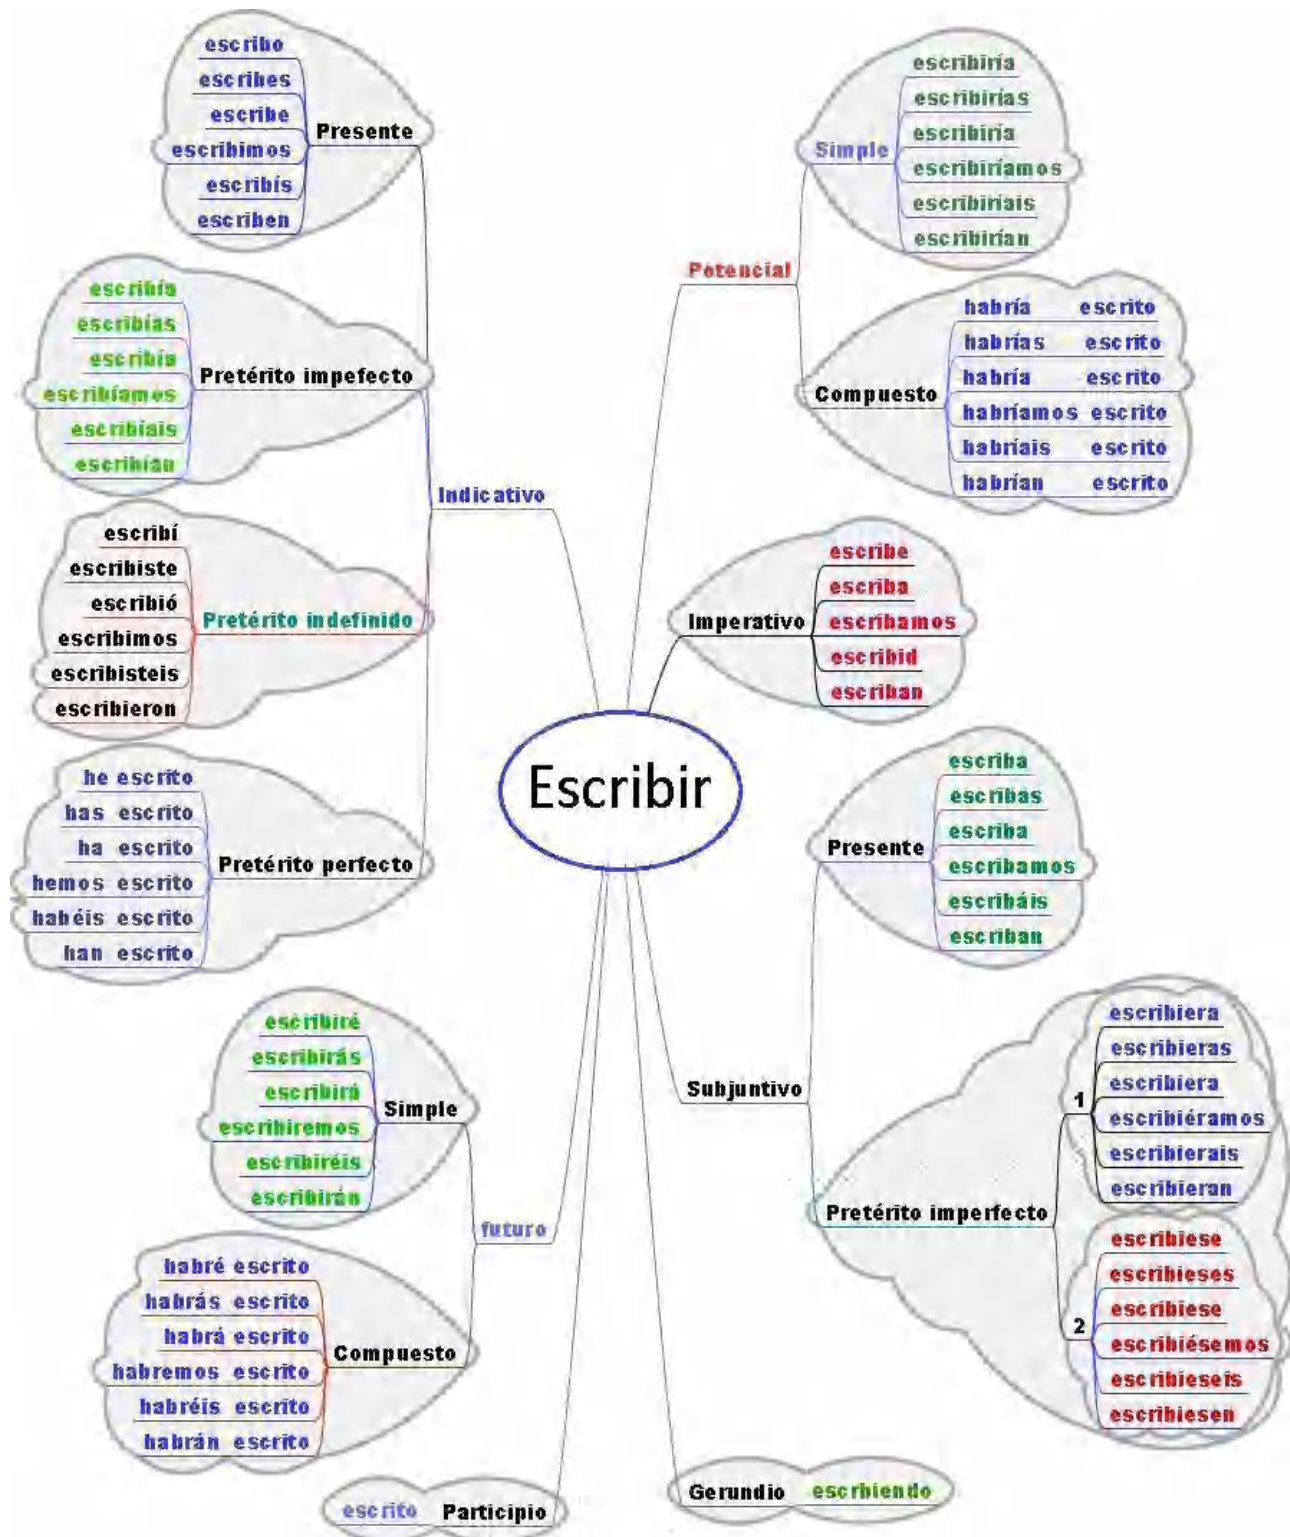 escribo
escribes
escribe
escribimos
escribís
escriben
Presente
escribía
escribías
escribía
escribíamos
escribíais
escribían
Pretérito impefecto
Indicativo
escribí
escribiste
escribió
escribimos
escribisteis
escribieron
Pretérito indefinido
he escrito
has escrito
ha escrito
hemos escrito
habéis escrito
han escrito
Pretérito perfecto
escribiré
escribirás
escribirá
escribiremos
escribiréis
escribirán
Simple
futuro
habré escrito
habrás escrito
habrá escrito
habremos escrito
habréis escrito
habrán escrito
Compuesto
escrito Participio
Escribir
Potencial
Simple
escribiría
escribirías
escribiría
escribiríamos
escribiríais
escribirían
Compuesto
habría escrito
habrías escrito
habría escrito
habríamos escrito
habríais escrito
habrían escrito
Imperativo
escribe
escriba
escribamos
escribid
escriban
Subjuntivo
Presente
escriba
escribas
escriba
escribamos
escribáis
escriban
Pretérito imperfecto
1
escribiera
escribieras
escribiera
escribiéramos
escribierais
escribieran
2
escribiese
escribieses
escribiese
escribiésemos
escribieseis
escribiesen
Gerundio escrbiendo